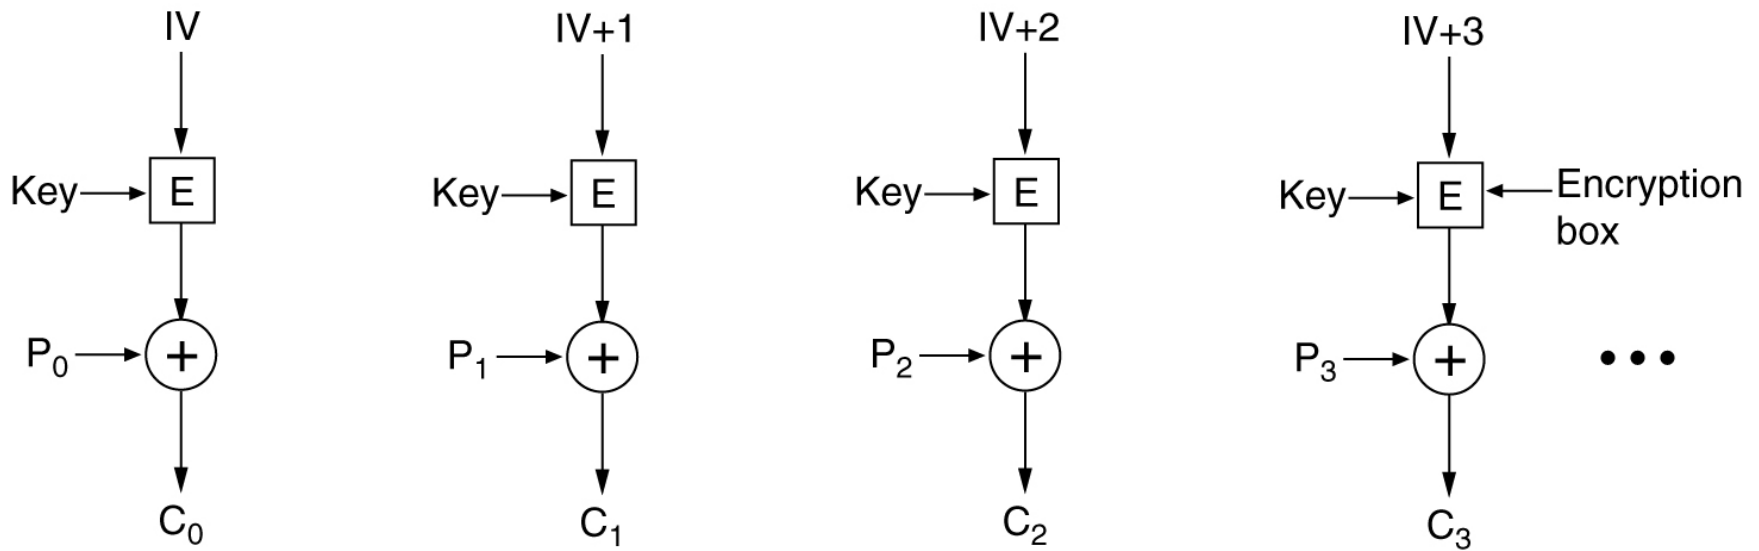 IV IV+1 IV+2 IV+3
Key E Key E Key E Key E Encryption
box
P0 + P1 + P2 + P3 + •••
C0 C1 C2 C3